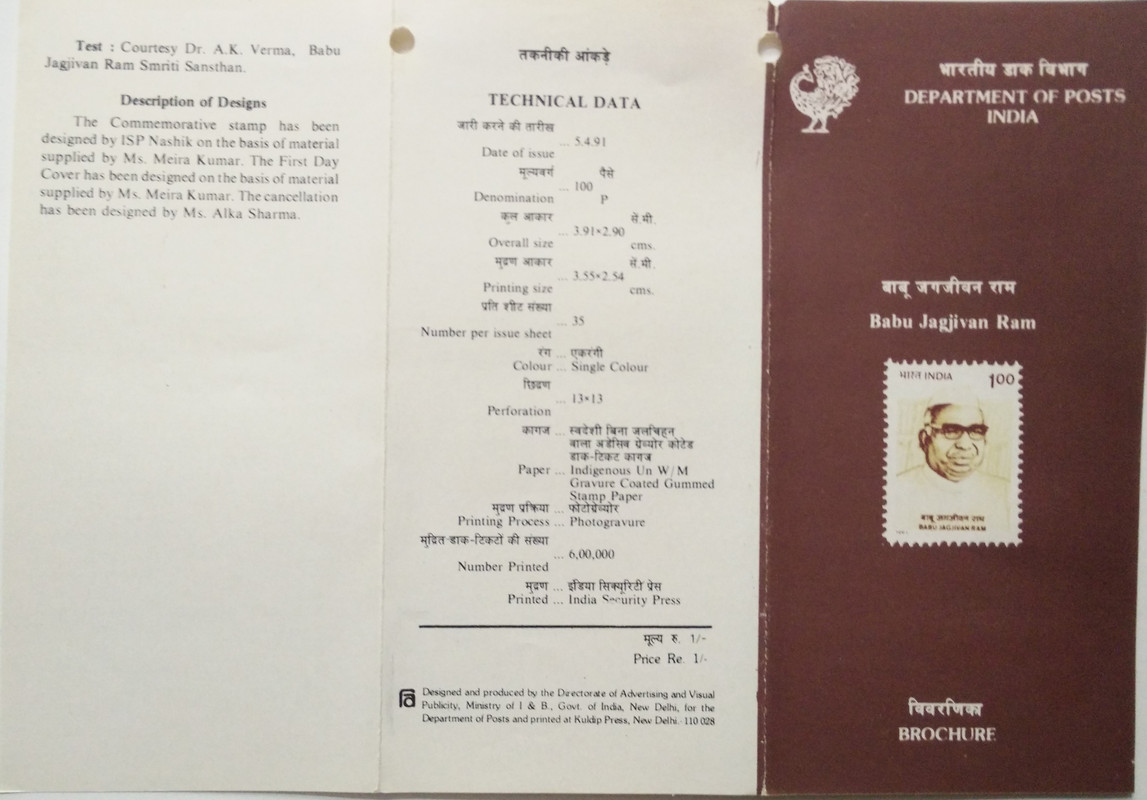 Test : Courtesy Dr. A.K. Verma, Babu
Jagjivan Ram Smriti Sansthan.
Description of Designs
The Commemorative stamp has been
designed by ISP Nashik on the basis of material
supplied by Ms. Meira Kumar. The First Day
Cover has been designed on the basis of material
supplied by Ms. Meira Kumar. The cancellation
has been designed by Ms. Alka Sharma.
तकनीकी आंकड़े
TECHNICAL DATA
जारी करने की तारीख
... 5.4.91
Date of issue
मूल्यवर्ग पैसे
... 100
Denomination P
कुल आकार सें.मी.
... 3.91×2.90
Overall size cms.
मुद्रण आकार सें.मी.
... 3.55×2.54
Printing size cms.
प्रति शीट संख्या
... 35
Number per issue sheet
रंग ... एकरंगी
Colour ... Single Colour
छिद्रण
... 13×13
Perforation
कागज ... स्वदेशी बिना जलचिहन
वाला अडेसिव ग्रेव्योर कोटेड
डाक-टिकट कागज
Paper ... Indigenous Un W/M
Gravure Coated Gummed
Stamp Paper
मुद्रण प्रक्रिया ... फोटोग्रेव्योर
Printing Process ... Photogravure
मुद्रित डाक-टिकटों की संख्या
... 6,00,000
Number Printed
मुद्रण ... इंडिया सिक्यूरिटी प्रेस
Printed ... India Security Press
मूल्य रु. 1/-
Price Re. 1/-
Designed and produced by the Directorate of Advertising and Visual
Publicity, Ministry of I & B., Govt. of India, New Delhi, for the
Department of Posts and printed at Kuldip Press, New Delhi.-110 028
भारतीय डाक विभाग
DEPARTMENT OF POSTS
INDIA
बाबू जगजीवन राम
Babu Jagjivan Ram
भारत INDIA 100
बाबू जगजीवन राम
BABU JAGJIVAN RAM
विवरणिका
BROCHURE